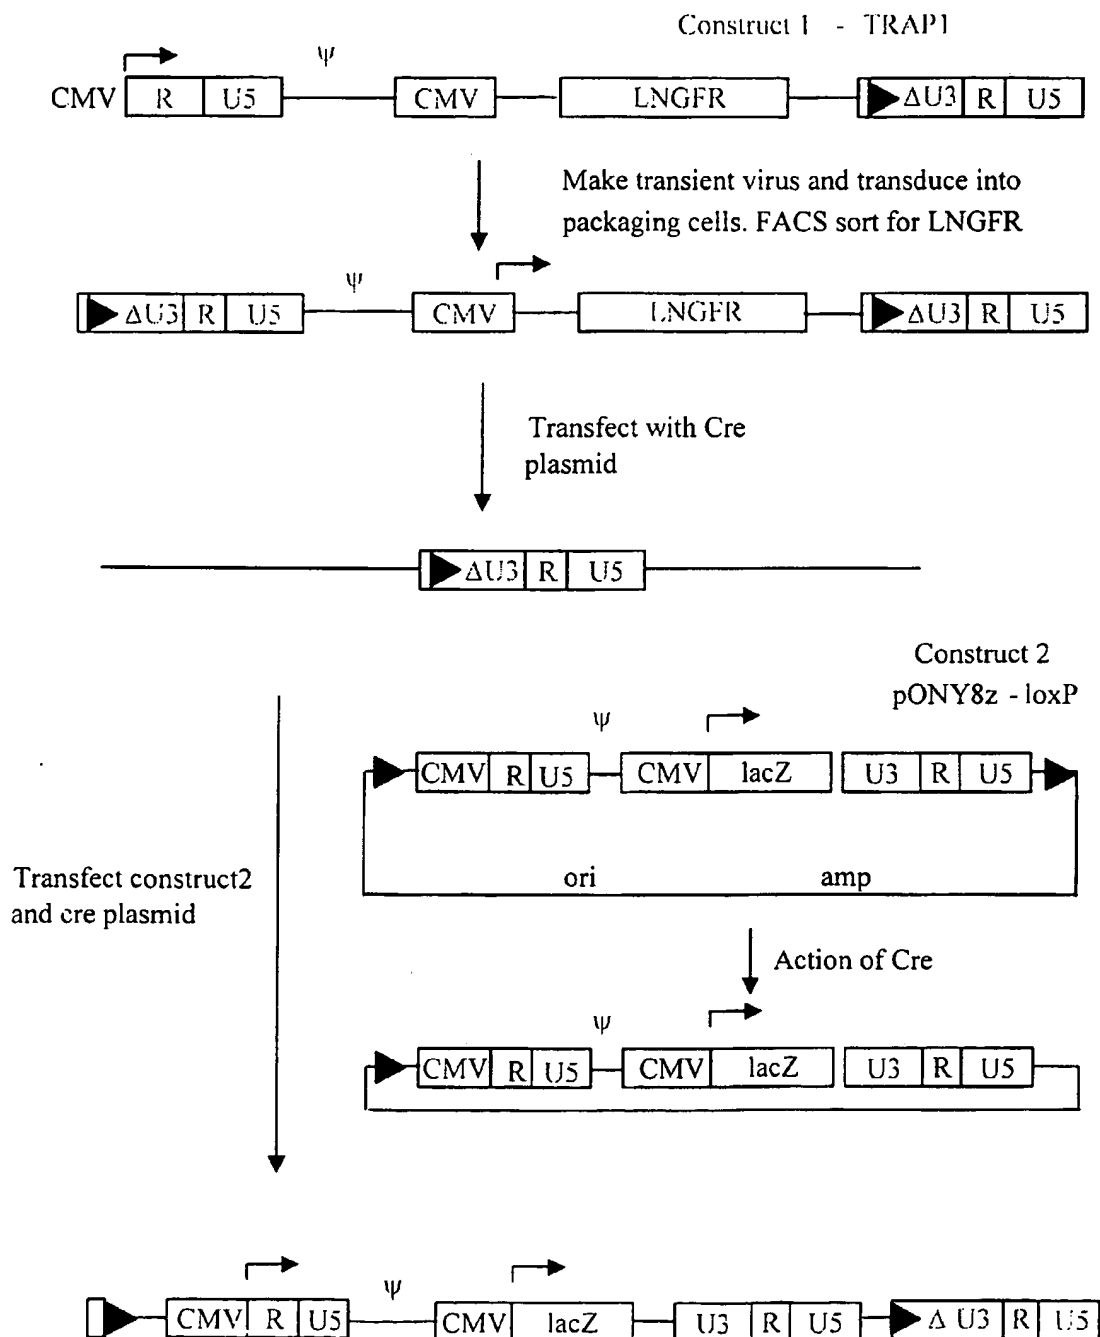 Construct 1 - TRAP1
ψ
CMV R U5 CMV LNGFR ΔU3 R U5
Make transient virus and transduce into
packaging cells. FACS sort for LNGFR
ψ
ΔU3 R U5 CMV LNGFR ΔU3 R U5
Transfect with Cre
plasmid
ΔU3 R U5
Construct 2
pONY8z - loxP
ψ
CMV R U5 CMV lacZ U3 R U5
ori amp
Transfect construct2
and cre plasmid
Action of Cre
ψ
CMV R U5 CMV lacZ U3 R U5
ψ
CMV R U5 CMV lacZ U3 R U5 Δ U3 R U5